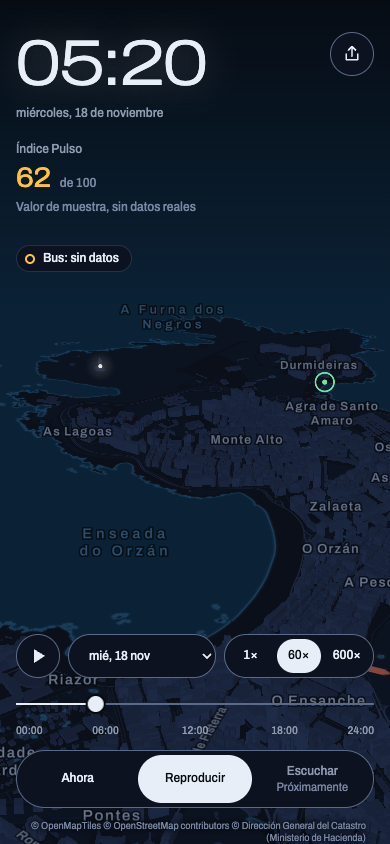 05:20
miércoles, 18 de noviembre
Índice Pulso
62 de 100
Valor de muestra, sin datos reales
Bus: sin datos
A Furna dos
Negros
Durmideiras
Agra de Santo
Amaro
As Lagoas
Monte Alto
Os
As
Zalaeta
Enseada
do Orzán
O Orzán
A Peso
mié, 18 nov
1×
60×
600×
Riazor
O Ensanche
00:00
06:00
12:00
18:00
24:00
Ahora
Reproducir
Escuchar
Próximamente
Pontes
© OpenMapTiles © OpenStreetMap contributors © Dirección General del Catastro
(Ministerio de Hacienda)